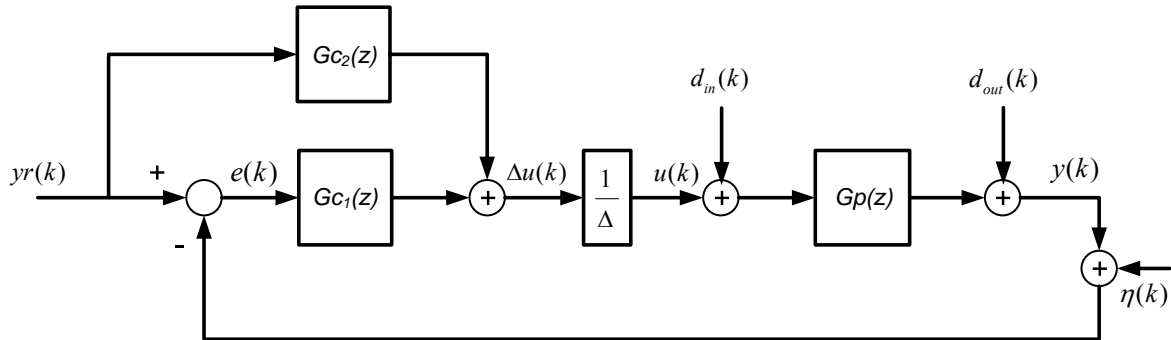 Gc₂(z)
d_in(k)
d_out(k)
yr(k)
+
e(k)
Gc₁(z)
+
Δu(k)
1/Δ
u(k)
+
Gp(z)
+
y(k)
-
+
η(k)